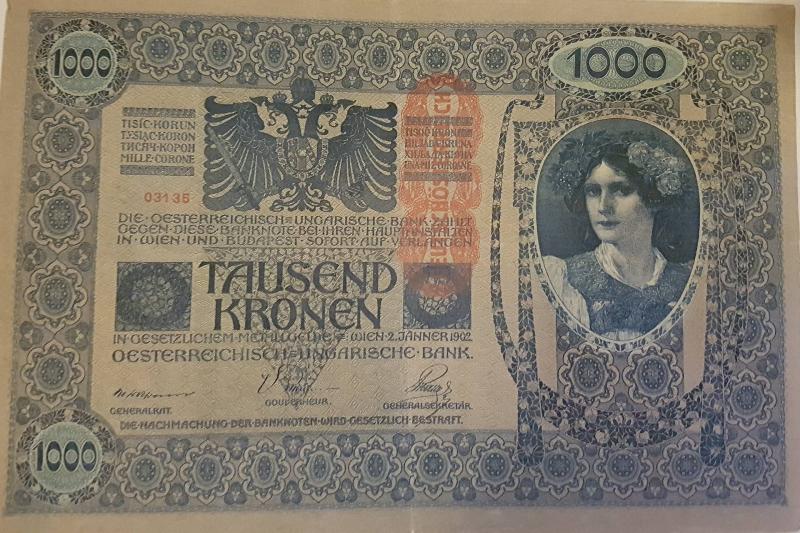 1000
1000
TISÍC KORUN
TYSIĄC KORON
ТИСЯЧ КОРОН
MILLE CORONE
03135
DIE OESTERREICHISCH=UNGARISCHE BANK ZAHLT
GEGEN DIESE BANKNOTE BEI IHREN HAUPTANSTALTEN
IN WIEN UND BUDAPEST SOFORT AUF VERLANGEN
TAUSEND
KRONEN
IN GESETZLICHEM METALLGELDE = WIEN 2. JÄNNER 1902
OESTERREICHISCH=UNGARISCHE BANK.
GENERALRAT. GOUVERNEUR. GENERALSEKRETÄR.
DIE NACHMACHUNG DER BANKNOTEN WIRD GESETZLICH BESTRAFT.
1000